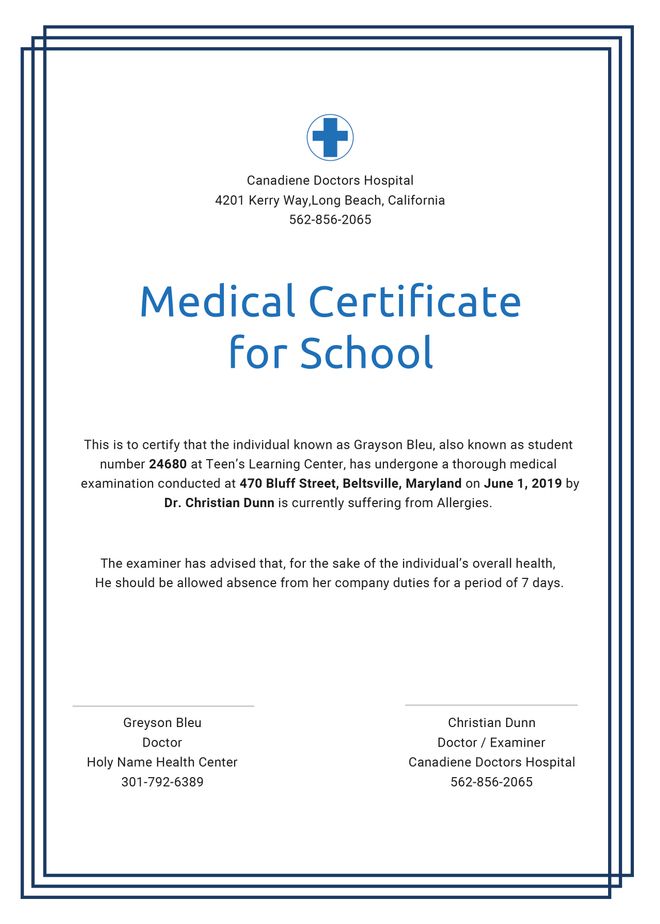 Canadiene Doctors Hospital
4201 Kerry Way,Long Beach, California
562-856-2065
Medical Certificate
for School
This is to certify that the individual known as Grayson Bleu, also known as student
number 24680 at Teen’s Learning Center, has undergone a thorough medical
examination conducted at 470 Bluff Street, Beltsville, Maryland on June 1, 2019 by
Dr. Christian Dunn is currently suffering from Allergies.
The examiner has advised that, for the sake of the individual’s overall health,
He should be allowed absence from her company duties for a period of 7 days.
Greyson Bleu
Doctor
Holy Name Health Center
301-792-6389
Christian Dunn
Doctor / Examiner
Canadiene Doctors Hospital
562-856-2065